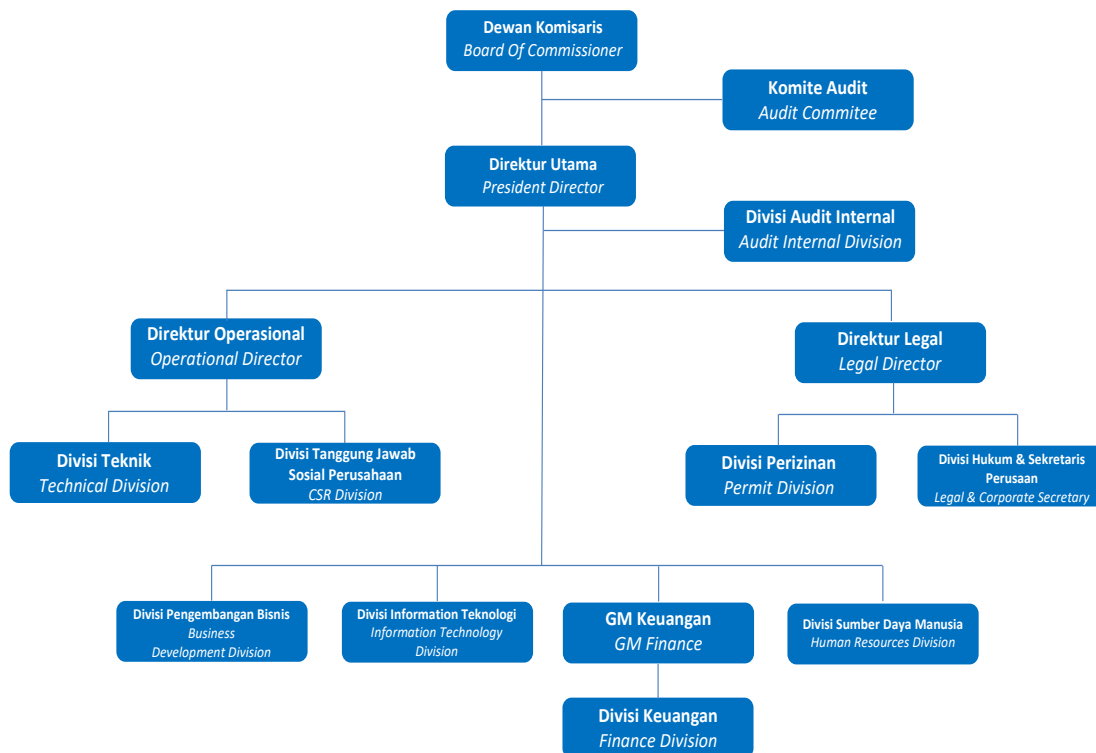 Dewan Komisaris
Board Of Commissioner
Komite Audit
Audit Commitee
Direktur Utama
President Director
Divisi Audit Internal
Audit Internal Division
Direktur Operasional
Operational Director
Direktur Legal
Legal Director
Divisi Teknik
Technical Division
Divisi Tanggung Jawab
Sosial Perusahaan
CSR Division
Divisi Perizinan
Permit Division
Divisi Hukum & Sekretaris
Perusaan
Legal & Corporate Secretary
Divisi Pengembangan Bisnis
Business
Development Division
Divisi Information Teknologi
Information Technology
Division
GM Keuangan
GM Finance
Divisi Sumber Daya Manusia
Human Resources Division
Divisi Keuangan
Finance Division